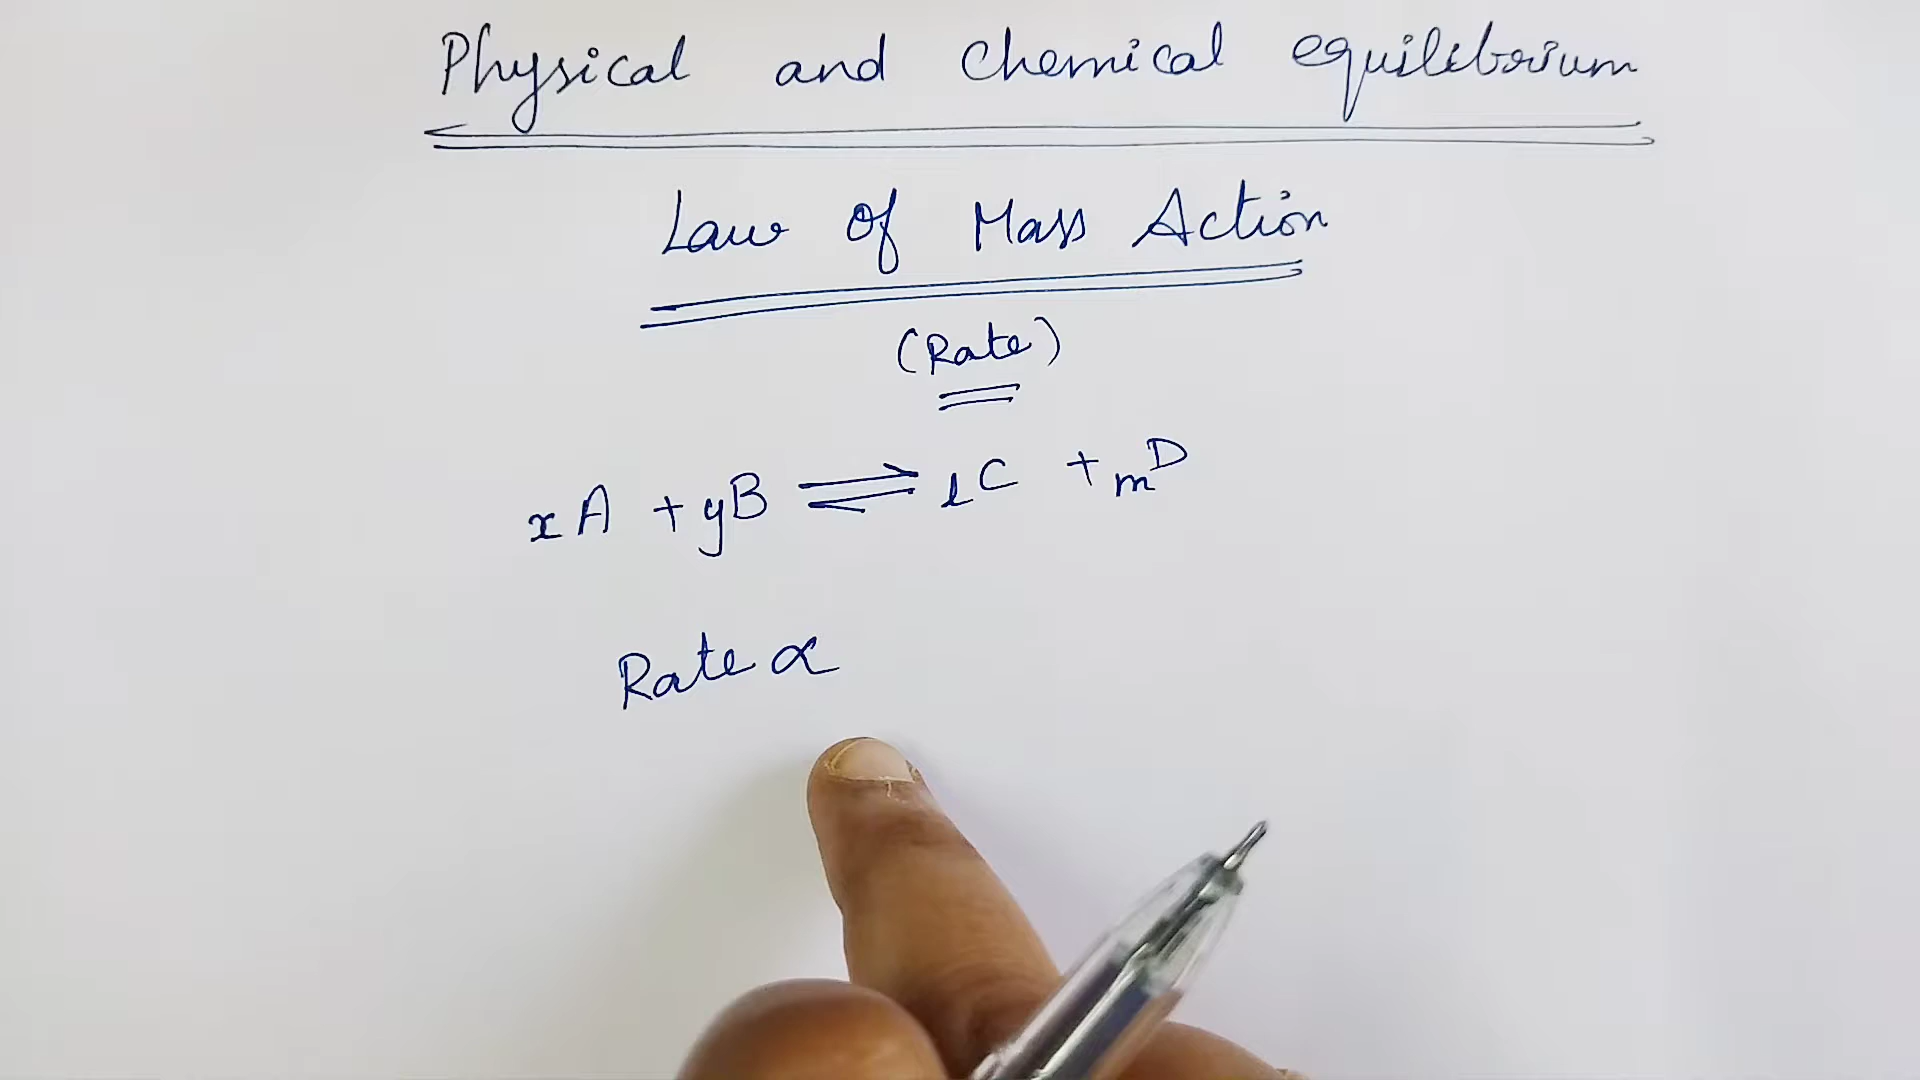 Physical and Chemical equilibrium
Law Of Mass Action
(Rate)
xA + yB ⇌ lC + mD
Rate ∝